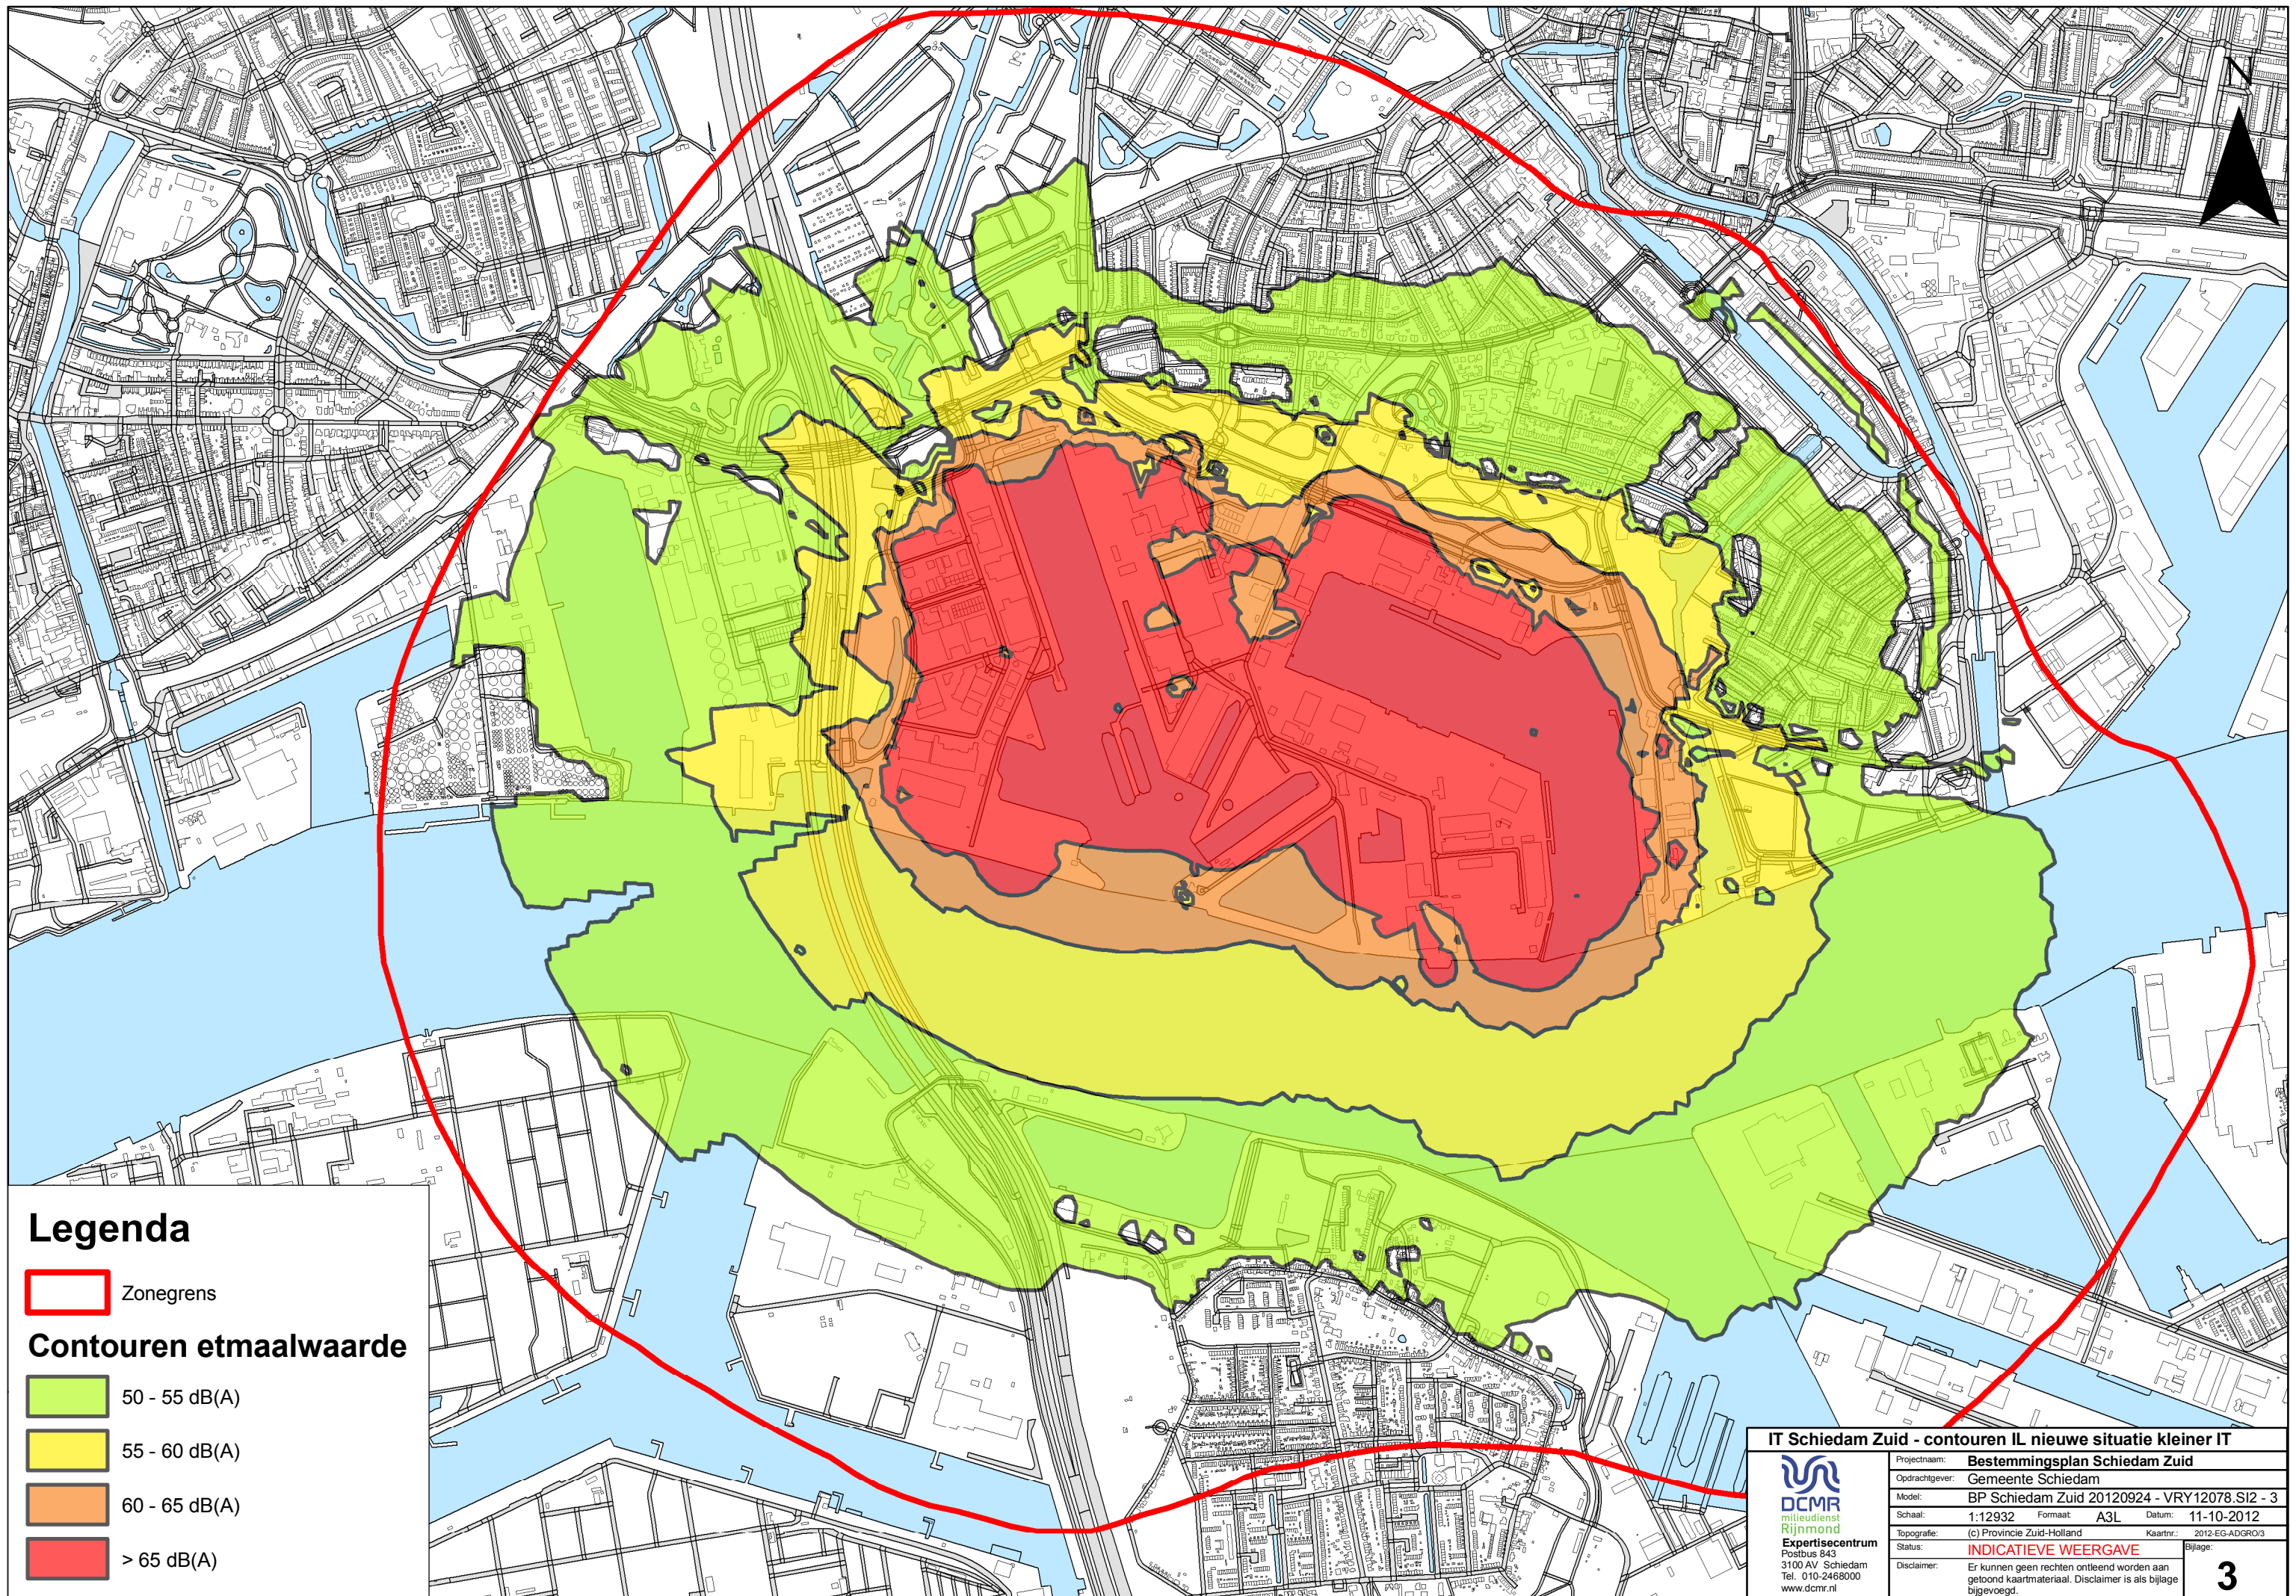 N
Legenda
Zonegrens
Contouren etmaalwaarde
50 - 55 dB(A)
55 - 60 dB(A)
60 - 65 dB(A)
> 65 dB(A)
IT Schiedam Zuid - contouren IL nieuwe situatie kleiner IT
DCMR
milieudienst
Rijnmond
Expertisecentrum
Postbus 843
3100 AV Schiedam
Tel. 010-2468000
www.dcmr.nl
Projectnaam: Bestemmingsplan Schiedam Zuid
Opdrachtgever: Gemeente Schiedam
Model: BP Schiedam Zuid 20120924 - VRY12078.SI2 - 3
Schaal: 1:12932 Formaat: A3L Datum: 11-10-2012
Topografie: (c) Provincie Zuid-Holland Kaartnr.: 2012-EG-ADGRO/3
Status: INDICATIEVE WEERGAVE
Disclaimer: Er kunnen geen rechten ontleend worden aan
getoond kaartmateriaal. Disclaimer is als bijlage
bijgevoegd.
Bijlage:
3